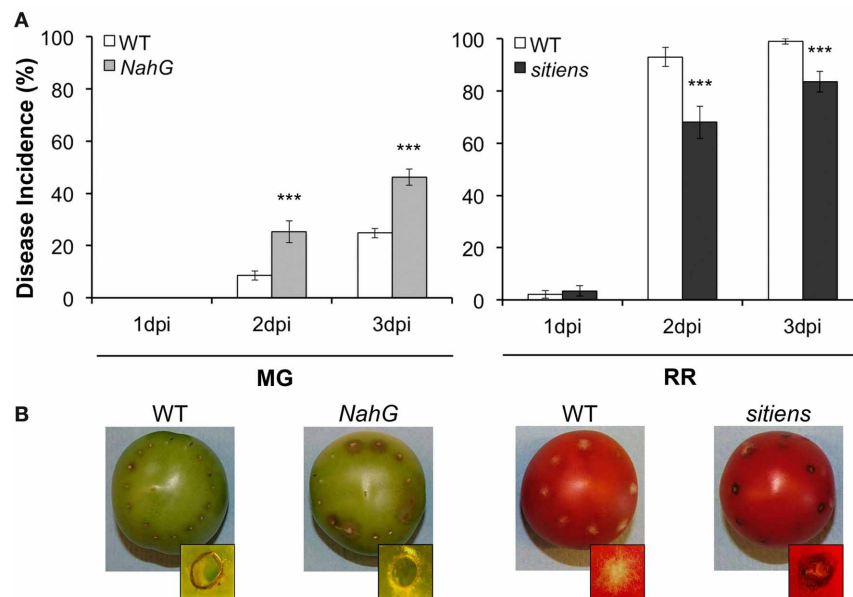 A
Disease Incidence (%)
100
80
60
40
20
0
WT
NahG
***
***
1dpi 2dpi 3dpi
MG
100
80
60
40
20
0
WT
sitiens
***
***
1dpi 2dpi 3dpi
RR
B
WT NahG WT sitiens